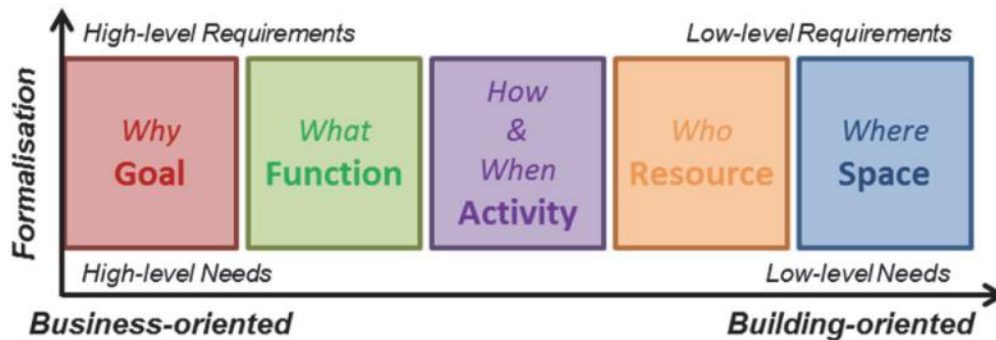 High-level Requirements
Low-level Requirements
Formalisation
Why
Goal
What
Function
How
&
When
Activity
Who
Resource
Where
Space
High-level Needs
Low-level Needs
Business-oriented
Building-oriented